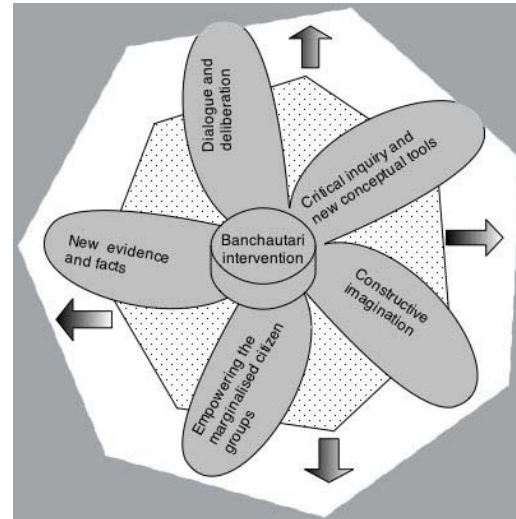 Dialogue and
deliberation
Critical inquiry and
new conceptual tools
New evidence
and facts
Banchautari
intervention
Constructive
imagination
Empowering the
marginalised citizen
groups